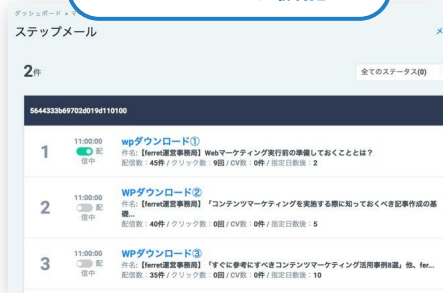 ダッシュボード
ステップメール
2件
全てのステータス(0)
5644333b69702d019d110100
1
11:00:00
配信中
wpダウンロード①
件名:【ferret運営事務局】Webマーケティング実行前の準備しておくこととは？
配信数：45件 / クリック数：9回 / CV数：0件 / 指定日数後：2
2
11:00:00
配信中
WPダウンロード②
件名:【ferret運営事務局】「コンテンツマーケティングを実施する際に知っておくべき記事作成の基
礎...
配信数：40件 / クリック数：0回 / CV数：0件 / 指定日数後：5
3
11:00:00
配信中
WPダウンロード③
件名:【ferret運営事務局】「すぐに参考にすべきコンテンツマーケティング活用事例8選」他、fer...
配信数：35件 / クリック数：0回 / CV数：0件 / 指定日数後：10